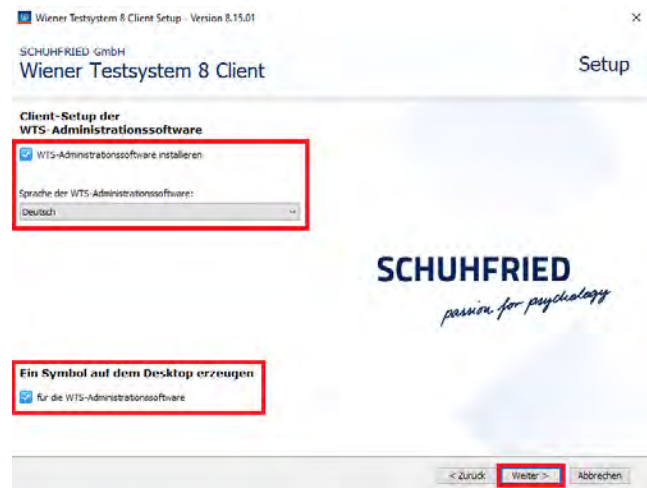 Wiener Testsystem 8 Client Setup - Version 8.15.01
SCHUHFRIED GmbH
Wiener Testsystem 8 Client
Setup
Client-Setup der
WTS-Administrationssoftware
WTS-Administrationssoftware installieren
Sprache der WTS-Administrationssoftware:
Deutsch
SCHUHFRIED
passion for psychology
Ein Symbol auf dem Desktop erzeugen
für die WTS-Administrationssoftware
< Zurück Weiter > Abbrechen